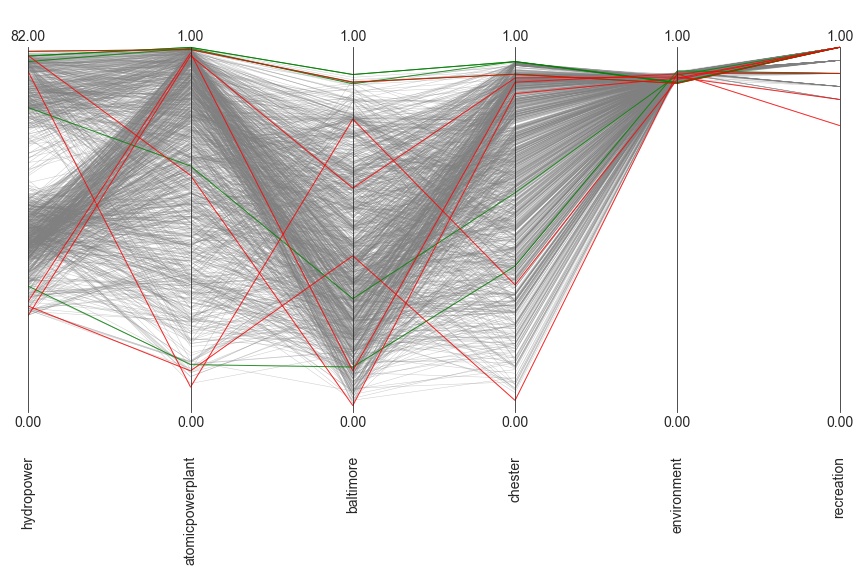 82.00 1.00 1.00 1.00 1.00 1.00
0.00 0.00 0.00 0.00 0.00 0.00
hydropower
atomicpowerplant
baltimore
chester
environment
recreation